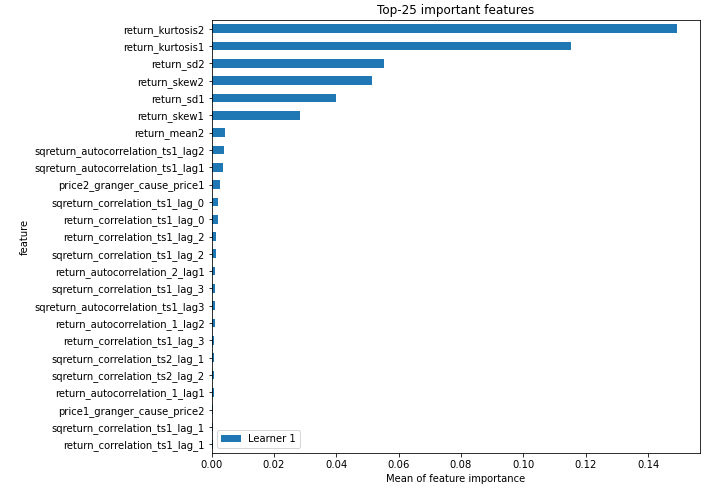 Top-25 important features
return_kurtosis2
return_kurtosis1
return_sd2
return_skew2
return_sd1
return_skew1
return_mean2
sqreturn_autocorrelation_ts1_lag2
sqreturn_autocorrelation_ts1_lag1
price2_granger_cause_price1
sqreturn_correlation_ts1_lag_0
return_correlation_ts1_lag_0
return_correlation_ts1_lag_2
sqreturn_correlation_ts1_lag_2
return_autocorrelation_2_lag1
sqreturn_correlation_ts1_lag_3
sqreturn_autocorrelation_ts1_lag3
return_autocorrelation_1_lag2
return_correlation_ts1_lag_3
sqreturn_correlation_ts2_lag_1
sqreturn_correlation_ts2_lag_2
return_autocorrelation_1_lag1
price1_granger_cause_price2
sqreturn_correlation_ts1_lag_1
return_correlation_ts1_lag_1
feature
Learner 1
0.00 0.02 0.04 0.06 0.08 0.10 0.12 0.14
Mean of feature importance